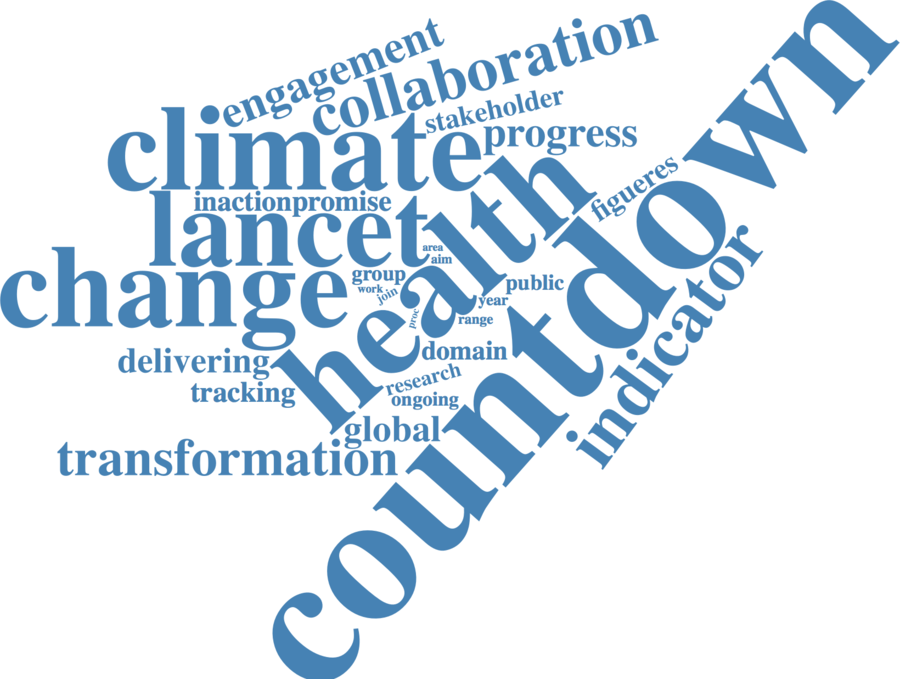 engagement
collaboration
stakeholder
climate
progress
inactionpromise
figueres
lancet
health
countdown
area
aim
change
group
work
join
public
year
proc
range
indicator
delivering
domain
tracking
research
ongoing
global
transformation